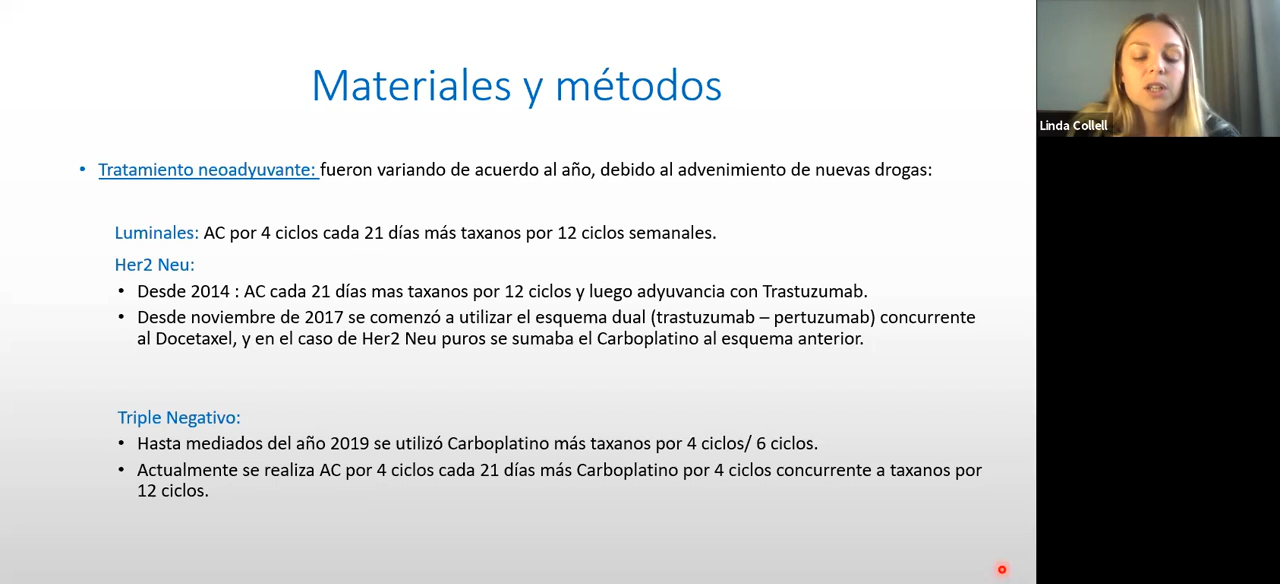 Materiales y métodos
Linda Collell
• Tratamiento neoadyuvante: fueron variando de acuerdo al año, debido al advenimiento de nuevas drogas:
Luminales: AC por 4 ciclos cada 21 días más taxanos por 12 ciclos semanales.
Her2 Neu:
• Desde 2014 : AC cada 21 días mas taxanos por 12 ciclos y luego adyuvancia con Trastuzumab.
• Desde noviembre de 2017 se comenzó a utilizar el esquema dual (trastuzumab – pertuzumab) concurrente
al Docetaxel, y en el caso de Her2 Neu puros se sumaba el Carboplatino al esquema anterior.
Triple Negativo:
• Hasta mediados del año 2019 se utilizó Carboplatino más taxanos por 4 ciclos/ 6 ciclos.
• Actualmente se realiza AC por 4 ciclos cada 21 días más Carboplatino por 4 ciclos concurrente a taxanos por
12 ciclos.